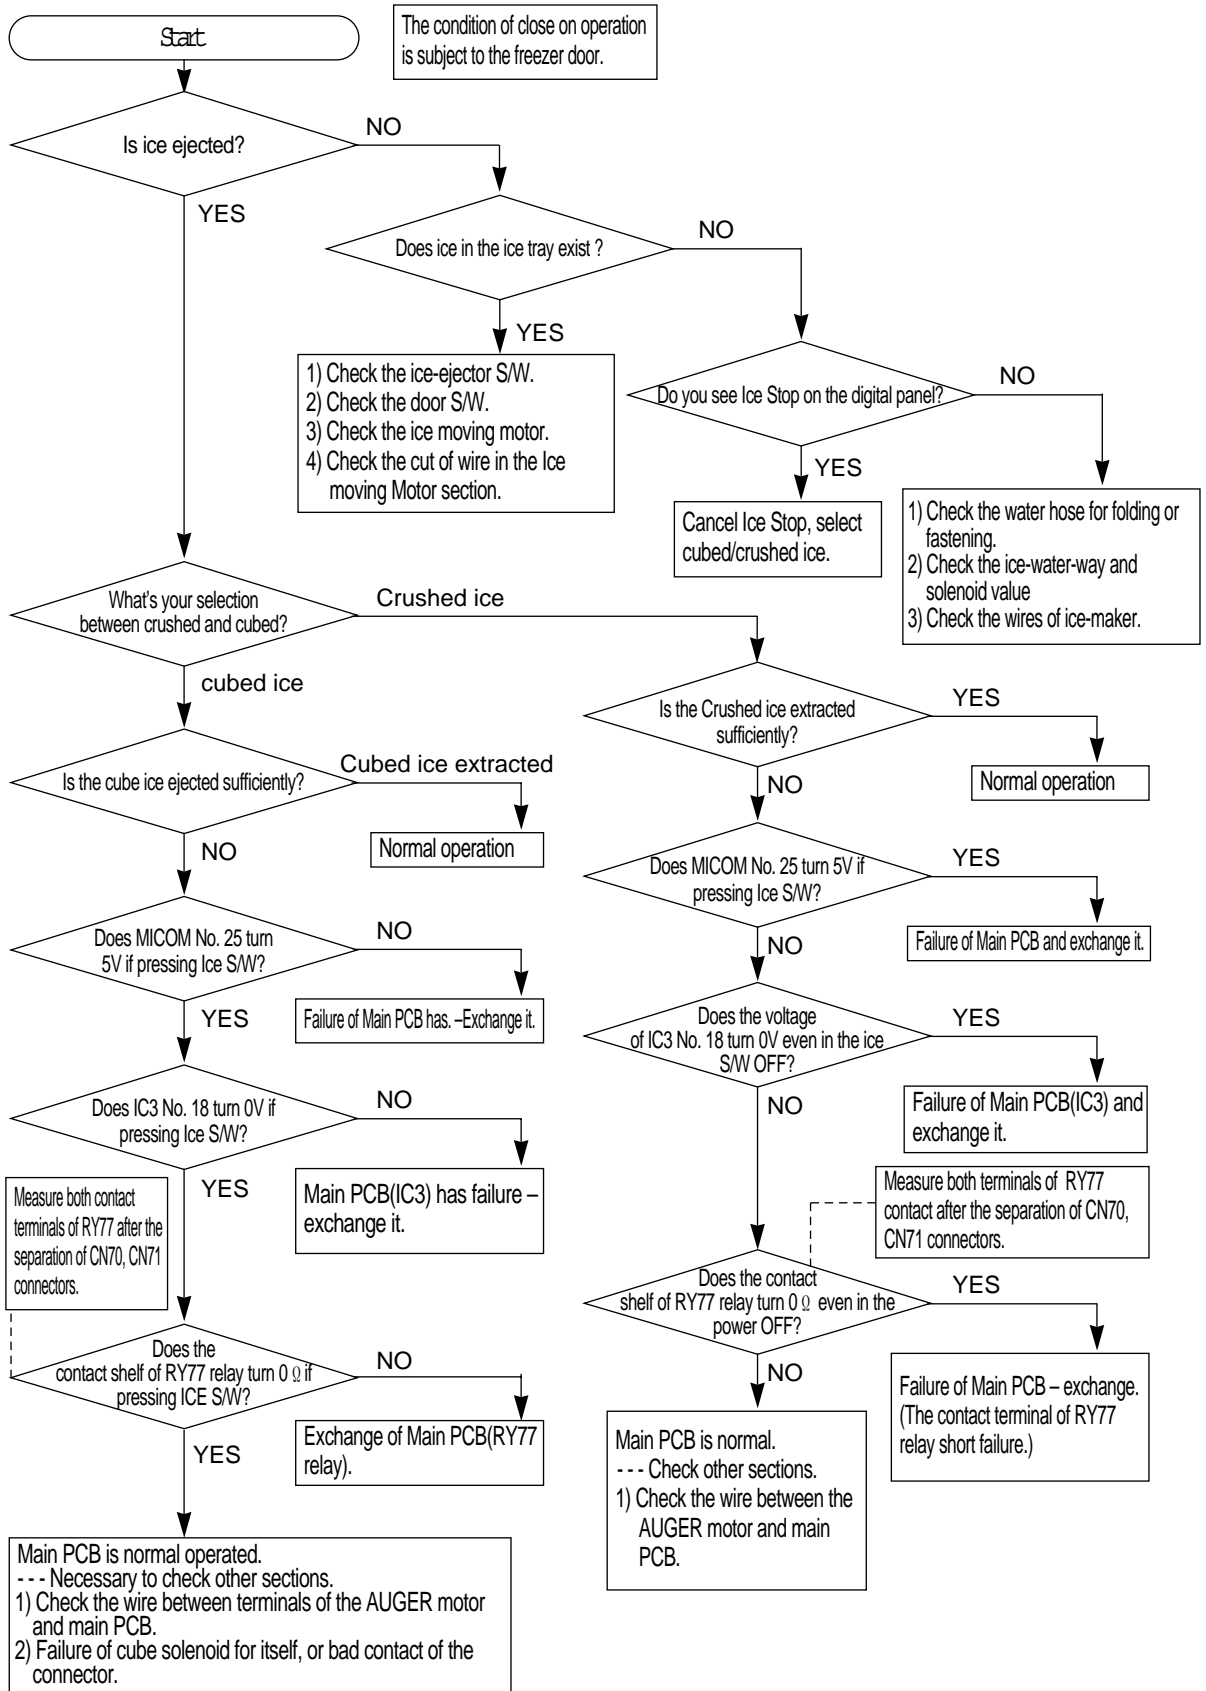 Start
The condition of close on operation
is subject to the freezer door.
Is ice ejected?
NO
YES
Does ice in the ice tray exist ?
NO
YES
1) Check the ice-ejector S/W.
2) Check the door S/W.
3) Check the ice moving motor.
4) Check the cut of wire in the Ice
moving Motor section.
Do you see Ice Stop on the digital panel?
NO
YES
Cancel Ice Stop, select
cubed/crushed ice.
1) Check the water hose for folding or
fastening.
2) Check the ice-water-way and
solenoid value
3) Check the wires of ice-maker.
What's your selection
between crushed and cubed?
Crushed ice
cubed ice
Is the cube ice ejected sufficiently?
Cubed ice extracted
Normal operation
NO
Does MICOM No. 25 turn
5V if pressing Ice S/W?
NO
Failure of Main PCB has. –Exchange it.
YES
Does IC3 No. 18 turn 0V if
pressing Ice S/W?
NO
Main PCB(IC3) has failure –
exchange it.
YES
Measure both contact
terminals of RY77 after the
separation of CN70, CN71
connectors.
Does the
contact shelf of RY77 relay turn 0 Ω if
pressing ICE S/W?
NO
Exchange of Main PCB(RY77
relay).
YES
Main PCB is normal operated.
- - - Necessary to check other sections.
1) Check the wire between terminals of the AUGER motor
and main PCB.
2) Failure of cube solenoid for itself, or bad contact of the
connector.
Is the Crushed ice extracted
sufficiently?
YES
Normal operation
NO
Does MICOM No. 25 turn 5V if
pressing Ice S/W?
YES
Failure of Main PCB and exchange it.
NO
Does the voltage
of IC3 No. 18 turn 0V even in the ice
S/W OFF?
YES
Failure of Main PCB(IC3) and
exchange it.
NO
Measure both terminals of RY77
contact after the separation of CN70,
CN71 connectors.
Does the contact
shelf of RY77 relay turn 0 Ω even in the
power OFF?
YES
Failure of Main PCB – exchange.
(The contact terminal of RY77
relay short failure.)
NO
Main PCB is normal.
- - - Check other sections.
1) Check the wire between the
AUGER motor and main
PCB.